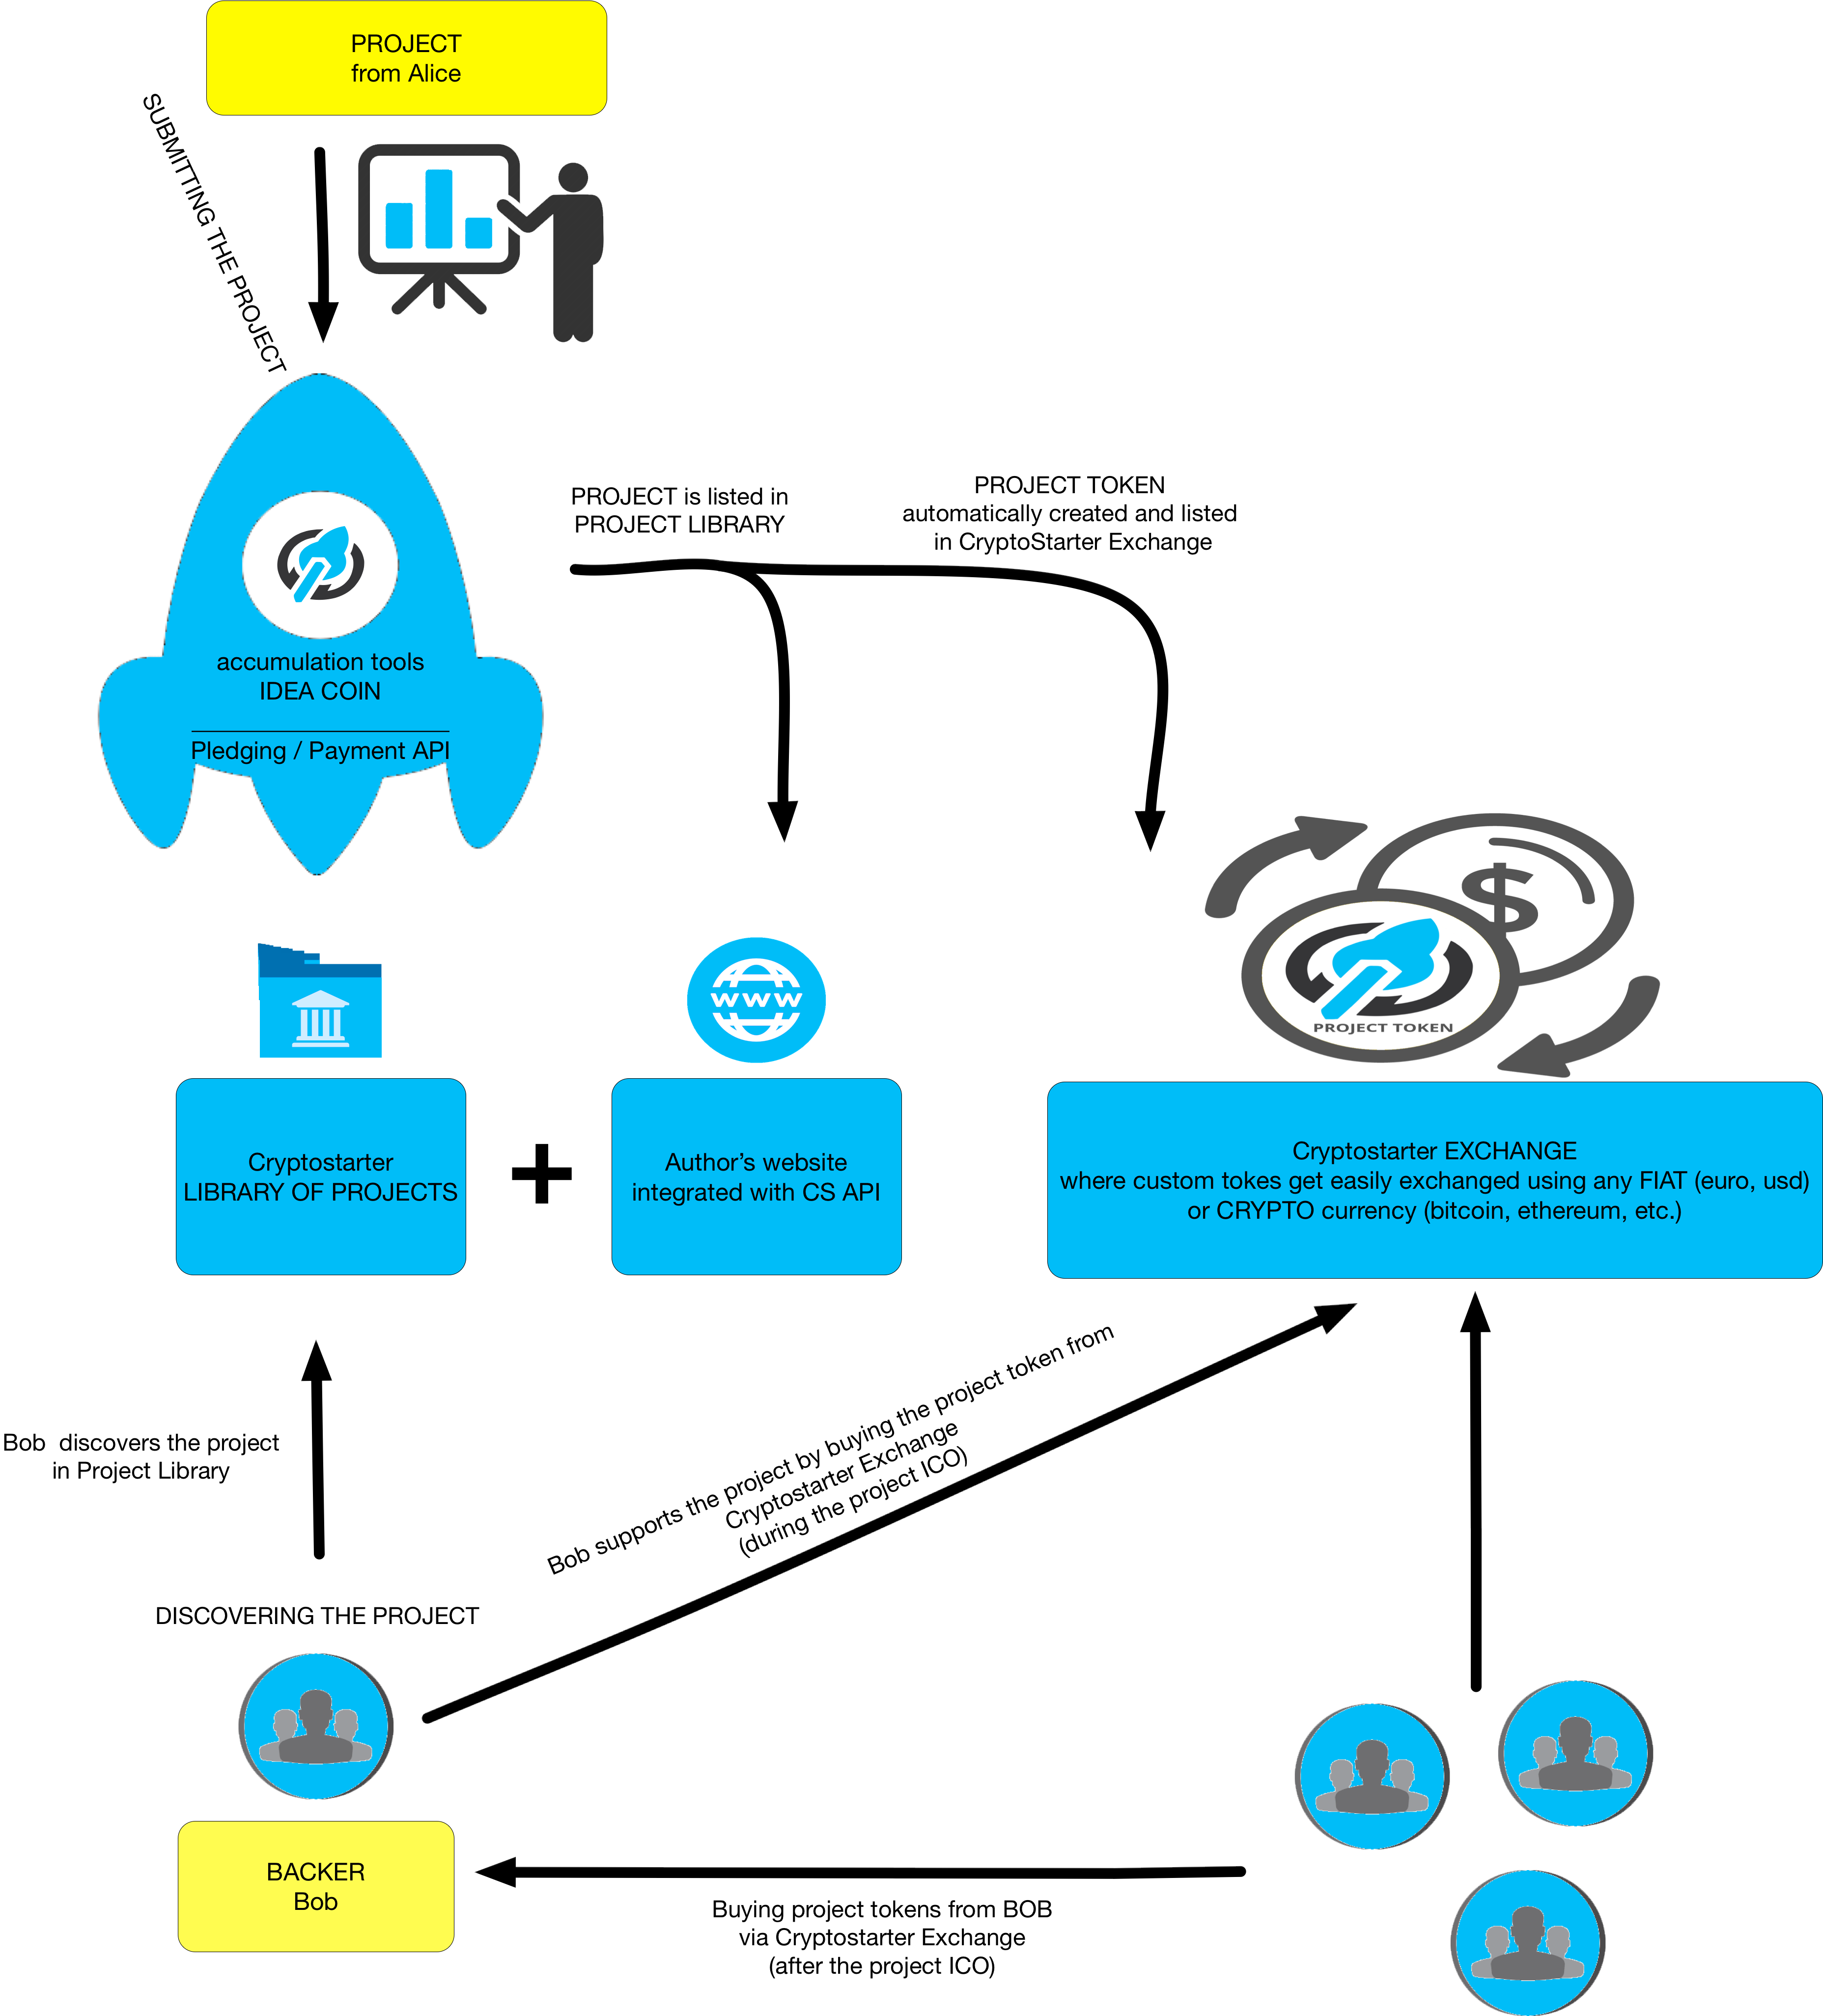 PROJECT
from Alice
SUBMITTING THE PROJECT
PROJECT is listed in
PROJECT LIBRARY
PROJECT TOKEN
automatically created and listed
in CryptoStarter Exchange
accumulation tools
IDEA COIN
Pledging / Payment API
$
www
PROJECT TOKEN
Cryptostarter
LIBRARY OF PROJECTS
+
Author’s website
integrated with CS API
Cryptostarter EXCHANGE
where custom tokes get easily exchanged using any FIAT (euro, usd)
or CRYPTO currency (bitcoin, ethereum, etc.)
Bob discovers the project
in Project Library
Bob supports the project by buying the project token from
Cryptostarter Exchange
(during the project ICO)
DISCOVERING THE PROJECT
BACKER
Bob
Buying project tokens from BOB
via Cryptostarter Exchange
(after the project ICO)